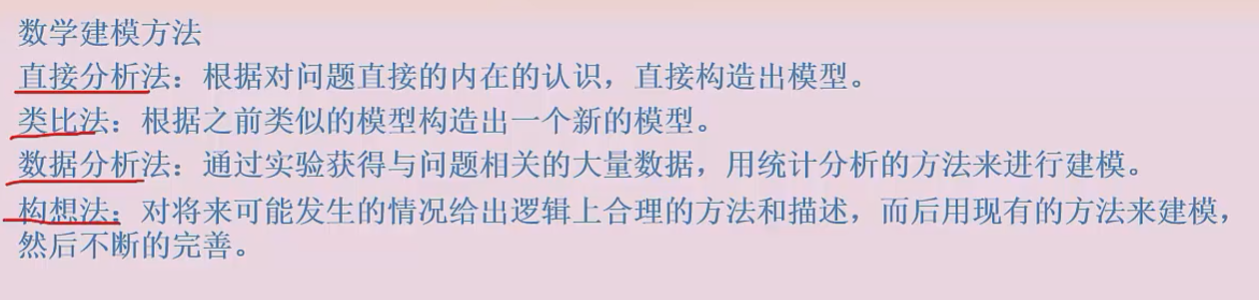 数学建模方法
直接分析法：根据对问题直接的内在的认识，直接构造出模型。
类比法：根据之前类似的模型构造出一个新的模型。
数据分析法：通过实验获得与问题相关的大量数据，用统计分析的方法来进行建模。
构想法：对将来可能发生的情况给出逻辑上合理的方法和描述，而后用现有的方法来建模，
然后不断的完善。